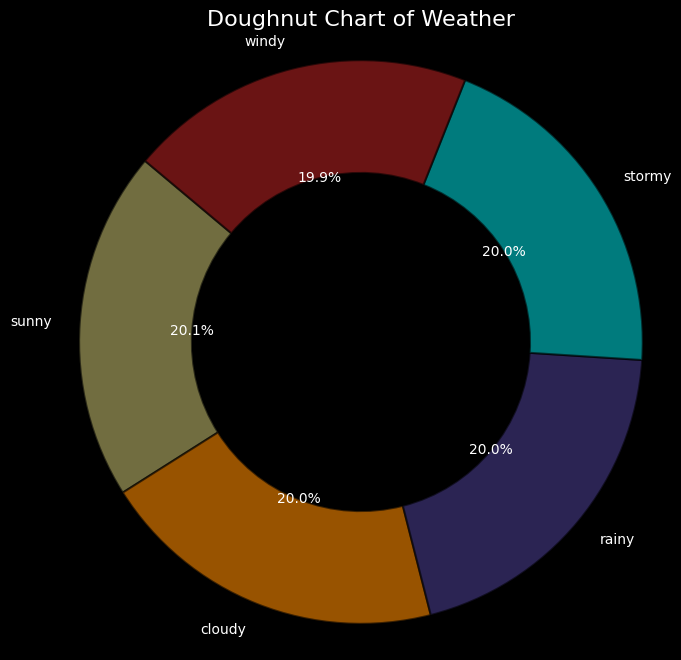 Doughnut Chart of Weather
windy
19.9%
stormy
20.0%
sunny
20.1%
rainy
20.0%
cloudy
20.0%